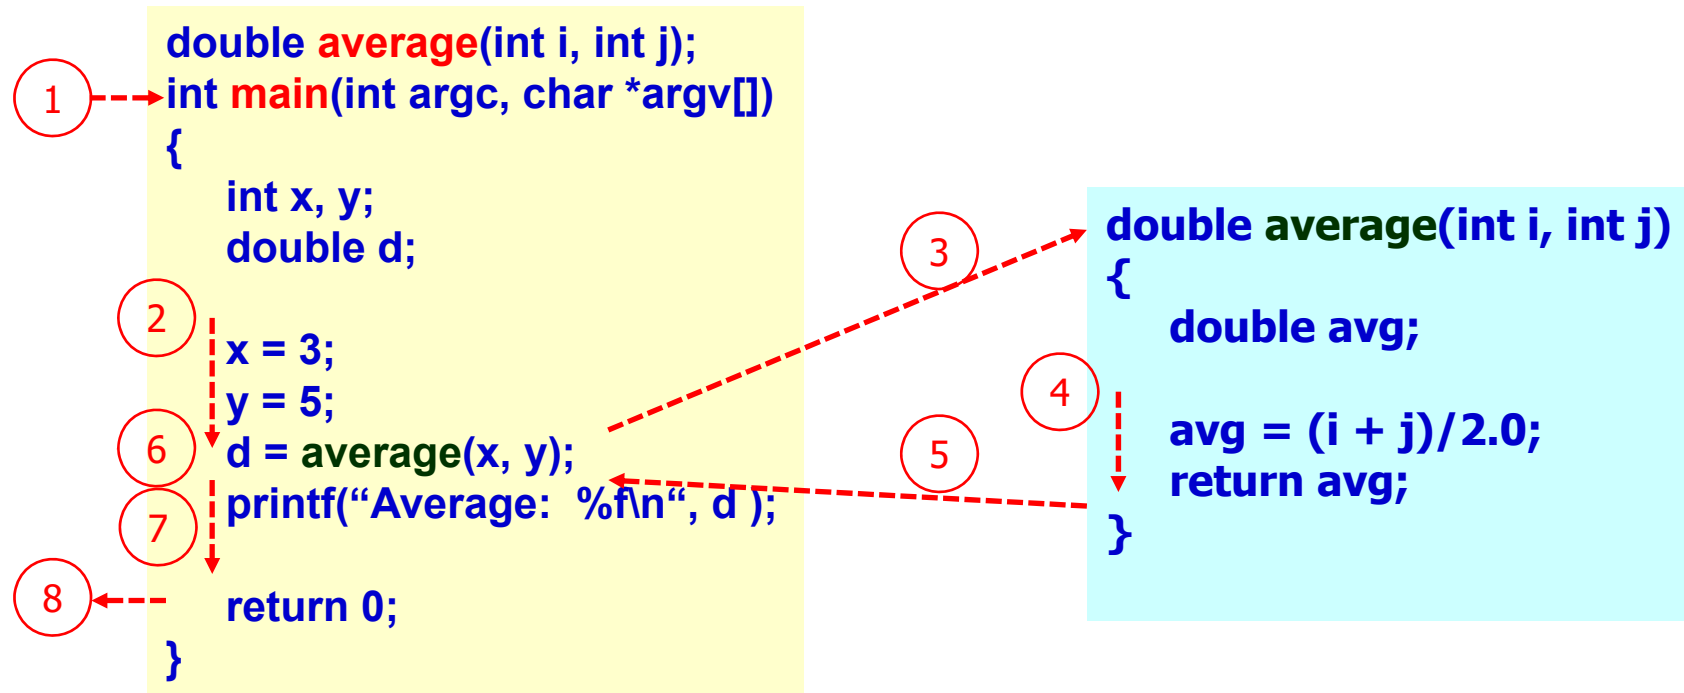 double average(int i, int j);
1
int main(int argc, char *argv[])
{
int x, y;
double d;
2
x = 3;
y = 5;
6
d = average(x, y);
7
printf(“Average:  %f\n“, d );
8
return 0;
}
3
5
double average(int i, int j)
{
double avg;
4
avg = (i + j)/2.0;
return avg;
}